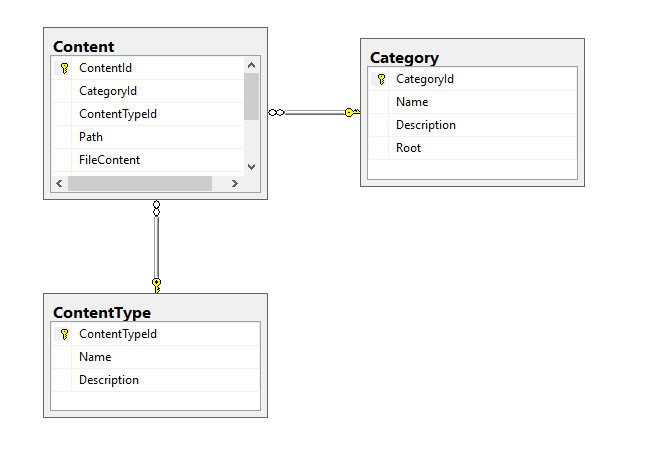 Content
ContentId
CategoryId
ContentTypeId
Path
FileContent
Category
CategoryId
Name
Description
Root
ContentType
ContentTypeId
Name
Description